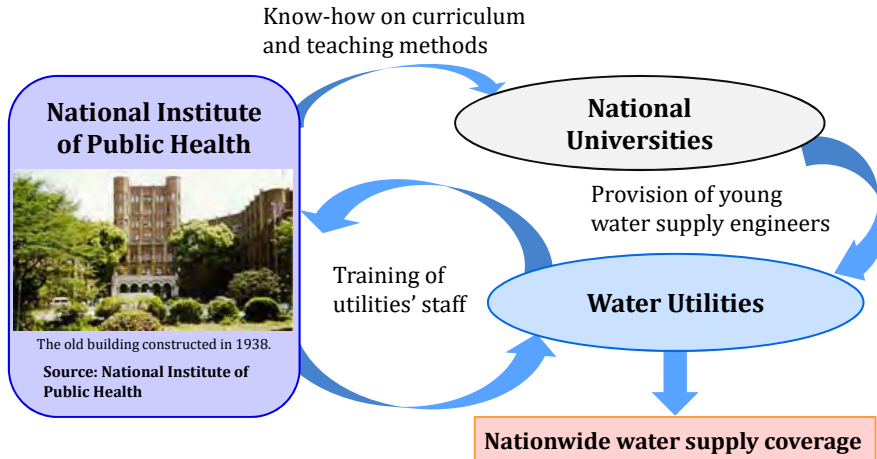 Know-how on curriculum
and teaching methods
National Institute
of Public Health
National
Universities
Provision of young
water supply engineers
Training of
utilities’ staff
Water Utilities
The old building constructed in 1938.
Source: National Institute of
Public Health
Nationwide water supply coverage